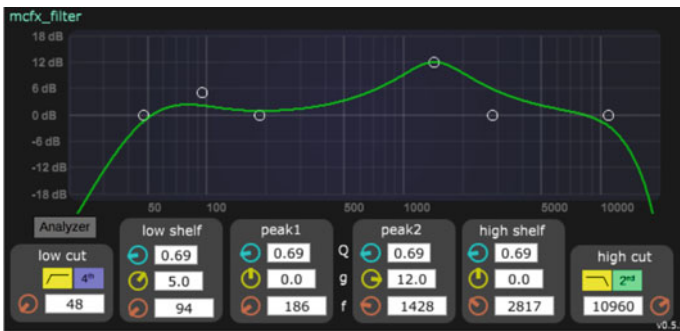 mcfx_filter
18 dB
12 dB
6 dB
0 dB
-6 dB
-12 dB
-18 dB
50 100 500 1000 5000 10000
Analyzer
low cut
4th
48
low shelf
0.69
5.0
94
peak1
0.69
0.0
186
Q
g
f
peak2
0.69
12.0
1428
high shelf
0.69
0.0
2817
high cut
2nd
10960
v0.5.